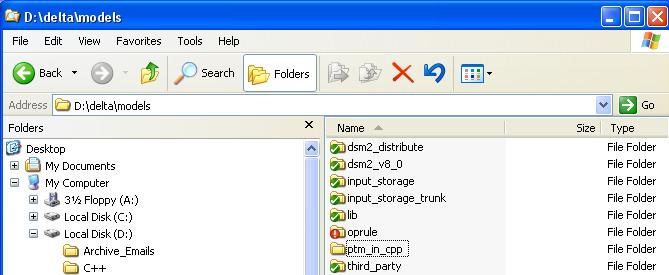 D:\delta\models
File Edit View Favorites Tools Help
Back Search Folders
Address D:\delta\models Go
Folders
Desktop
My Documents
My Computer
3½ Floppy (A:)
Local Disk (C:)
Local Disk (D:)
Archive_Emails
C++
Name Size Type
dsm2_distribute File Folder
dsm2_v8_0 File Folder
input_storage File Folder
input_storage_trunk File Folder
lib File Folder
oprule File Folder
ptm_in_cpp File Folder
third_party File Folder